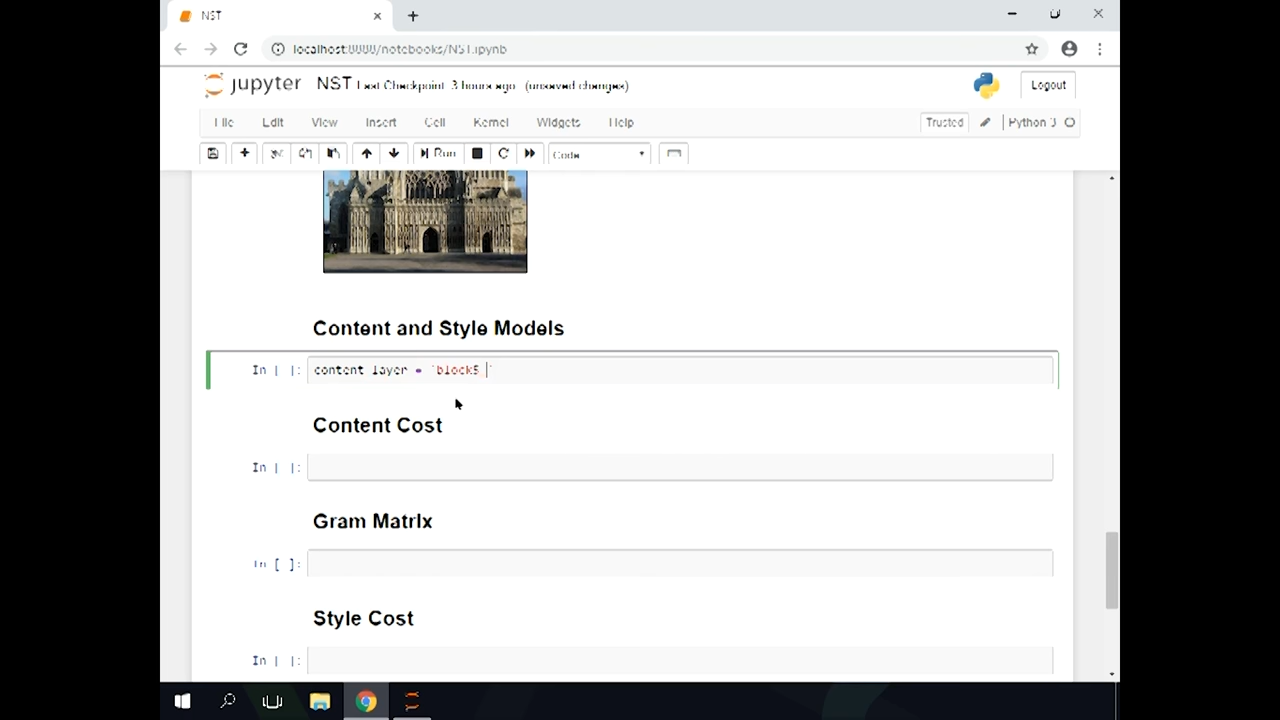 NST
localhost:8888/notebooks/NST.ipynb
jupyter NST Last Checkpoint 3 hours ago (unsaved changes)
Logout
File Edit View Insert Cell Kernel Widgets Help
Trusted Python 3
Run Code
Content and Style Models
In [ ]: content_layer = 'block5_'
Content Cost
In [ ]:
Gram Matrix
In [ ]:
Style Cost
In [ ]: